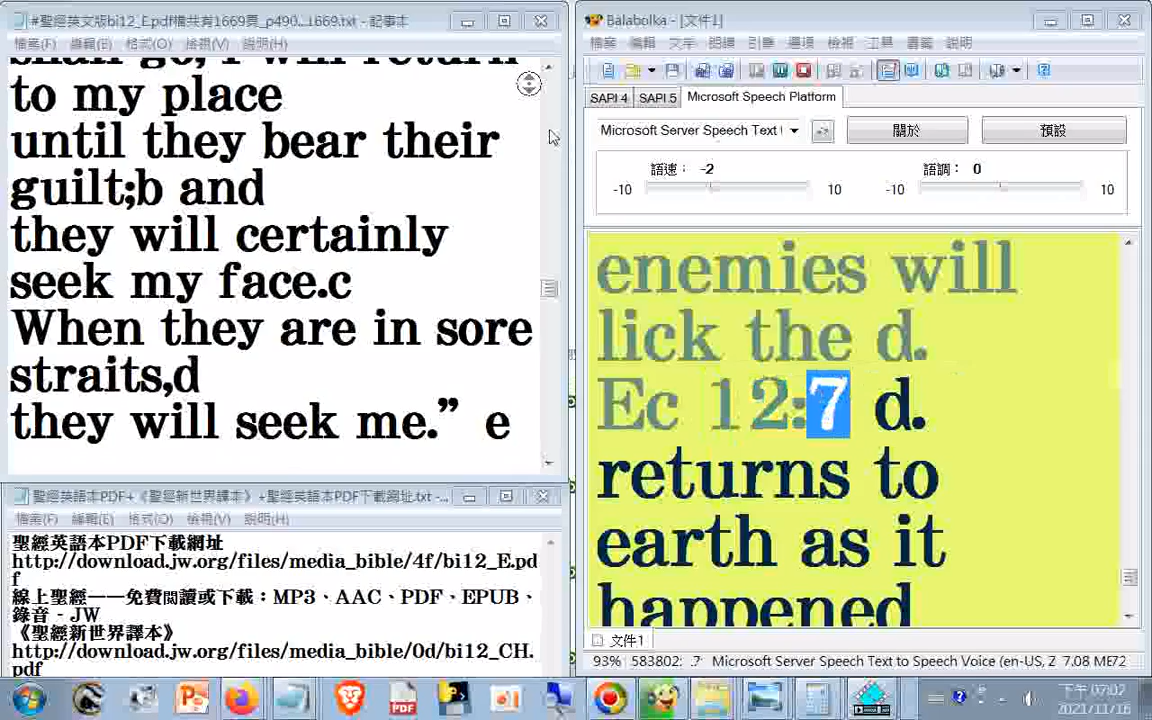 #聖經英文版bi12_E.pdf檔共有1669頁_p490...1669.txt - 記事本
檔案(F) 編輯(E) 格式(O) 檢視(V) 說明(H)
shall go, I will return
to my place
until they bear their
guilt;b and
they will certainly
seek my face.c
When they are in sore
straits,d
they will seek me.” e
聖經英語本PDF+《聖經新世界譯本》+聖經英語本PDF下載網址.txt - ...
檔案(F) 編輯(E) 格式(O) 檢視(V) 說明(H)
聖經英語本PDF下載網址
http://download.jw.org/files/media_bible/4f/bi12_E.pd
f
線上聖經——免費閱讀或下載：MP3、AAC、PDF、EPUB、
錄音 - JW
《聖經新世界譯本》
http://download.jw.org/files/media_bible/0d/bi12_CH.
pdf
Balabolka - [文件1]
檔案 編輯 文字 朗讀 引擎 選項 檢視 工具 書籤 說明
SAPI 4 SAPI 5 Microsoft Speech Platform
Microsoft Server Speech Text 關於 預設
語速： -2 語調： 0
-10 10 -10 10
enemies will
lick the d.
Ec 12:7 d.
returns to
earth as it
happened
文件1
93% 583802: .? Microsoft Server Speech Text to Speech Voice (en-US, Z 7.08 ME72
PDF
下午 07:02
2021/11/16